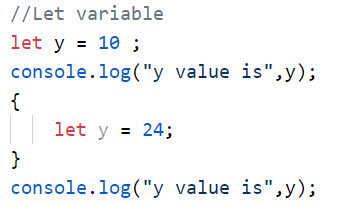 //Let variable
let y = 10 ;
console.log("y value is",y);
{
    let y = 24;
}
console.log("y value is",y);